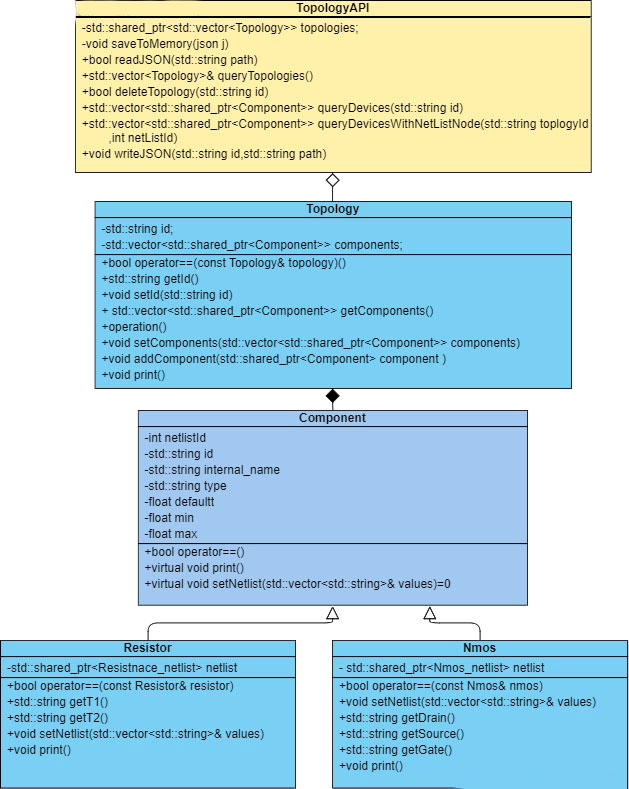 TopologyAPI
-std::shared_ptr<std::vector<Topology>> topologies;
-void saveToMemory(json j)
+bool readJSON(std::string path)
+std::vector<Topology>& queryTopologies()
+bool deleteTopology(std::string id)
+std::vector<std::shared_ptr<Component>> queryDevices(std::string id)
+std::vector<std::shared_ptr<Component>> queryDevicesWithNetListNode(std::string toplogyId
,int netListId)
+void writeJSON(std::string id,std::string path)
Topology
-std::string id;
-std::vector<std::shared_ptr<Component>> components;
+bool operator==(const Topology& topology)()
+std::string getId()
+void setId(std::string id)
+ std::vector<std::shared_ptr<Component>> getComponents()
+operation()
+void setComponents(std::vector<std::shared_ptr<Component>> components)
+void addComponent(std::shared_ptr<Component> component )
+void print()
Component
-int netlistId
-std::string id
-std::string internal_name
-std::string type
-float defaultt
-float min
-float max
+bool operator==()
+virtual void print()
+virtual void setNetlist(std::vector<std::string>& values)=0
Resistor
-std::shared_ptr<Resistnace_netlist> netlist
+bool operator==(const Resistor& resistor)
+std::string getT1()
+std::string getT2()
+void setNetlist(std::vector<std::string>& values)
+void print()
Nmos
- std::shared_ptr<Nmos_netlist> netlist
+bool operator==(const Nmos& nmos)
+void setNetlist(std::vector<std::string>& values)
+std::string getDrain()
+std::string getSource()
+std::string getGate()
+void print()